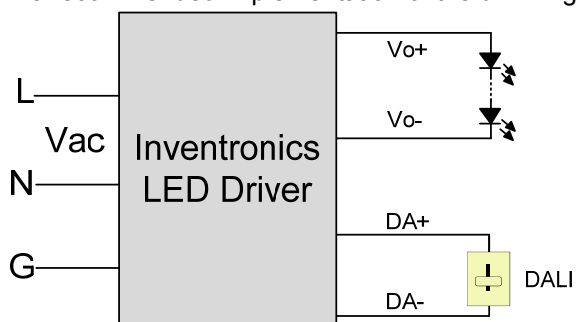 Vo+
L
Vac
Vo-
Inventronics
LED Driver
N
DA+
G
DALI
DA-